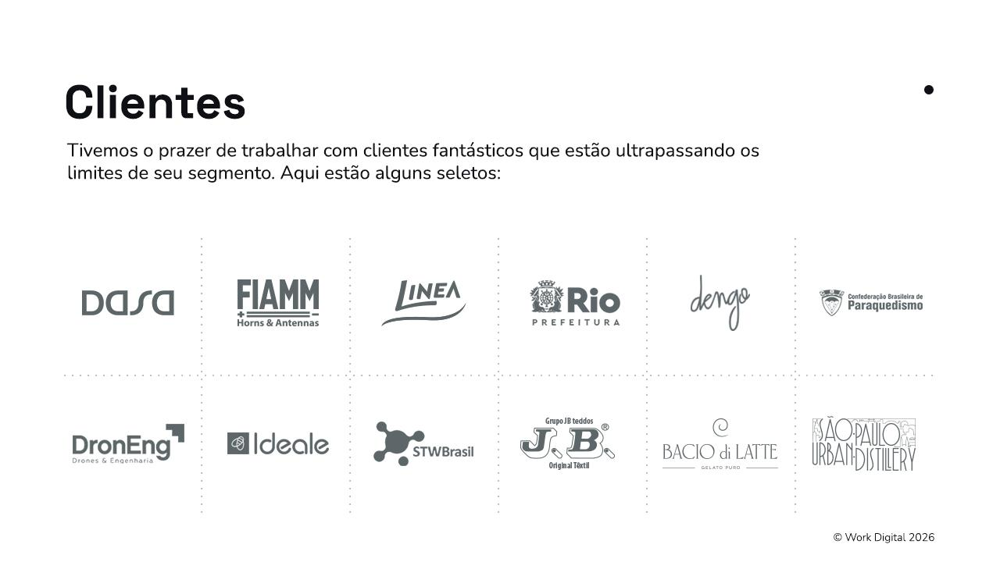 Clientes
Tivemos o prazer de trabalhar com clientes fantásticos que estão ultrapassando os
limites de seu segmento. Aqui estão alguns seletos:
Dasa
FIAMM
Horns & Antennas
LINEA
Rio
PREFEITURA
dengo
Confederação Brasileira de
Paraquedismo
DronEng
Drones & Engenharia
Ideale
STWBrasil
Grupo JB teddos
J.B.®
Original Têxtil
BACIO di LATTE
GELATO PURO
SÃO PAULO
URBAN DISTILLERY
© Work Digital 2026